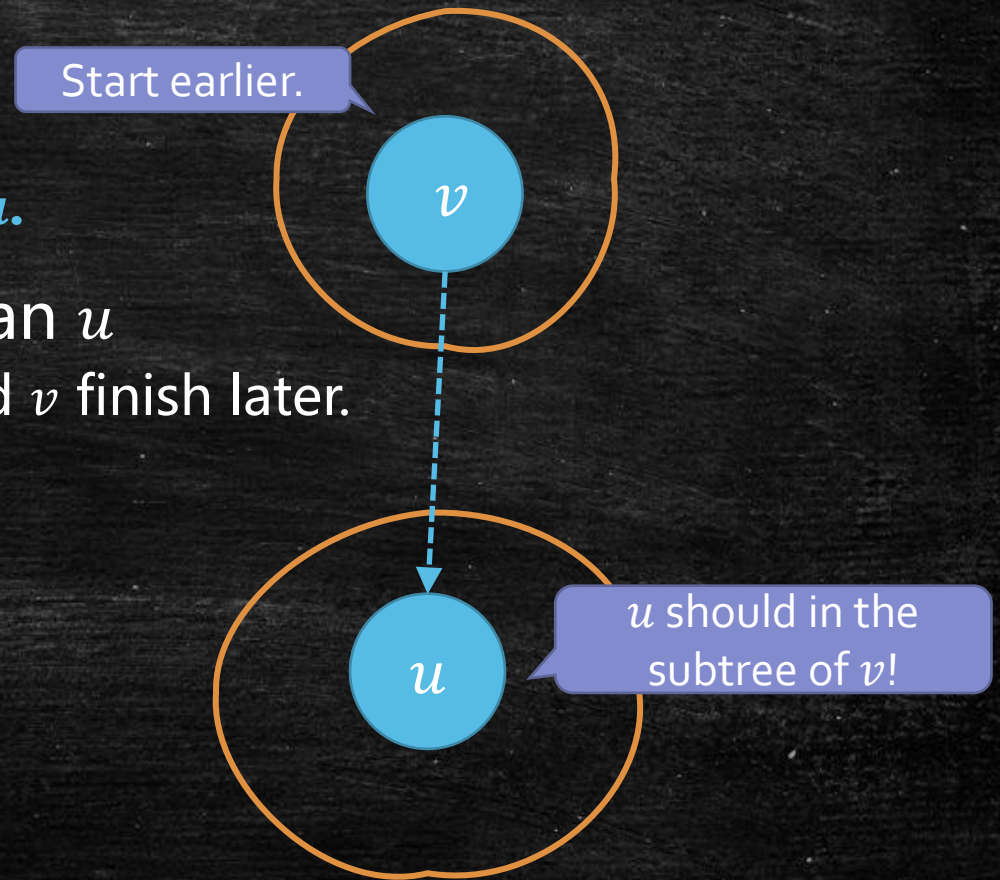 Start earlier.
v
u.
an u
d v finish later.
u
u should in the
subtree of v!